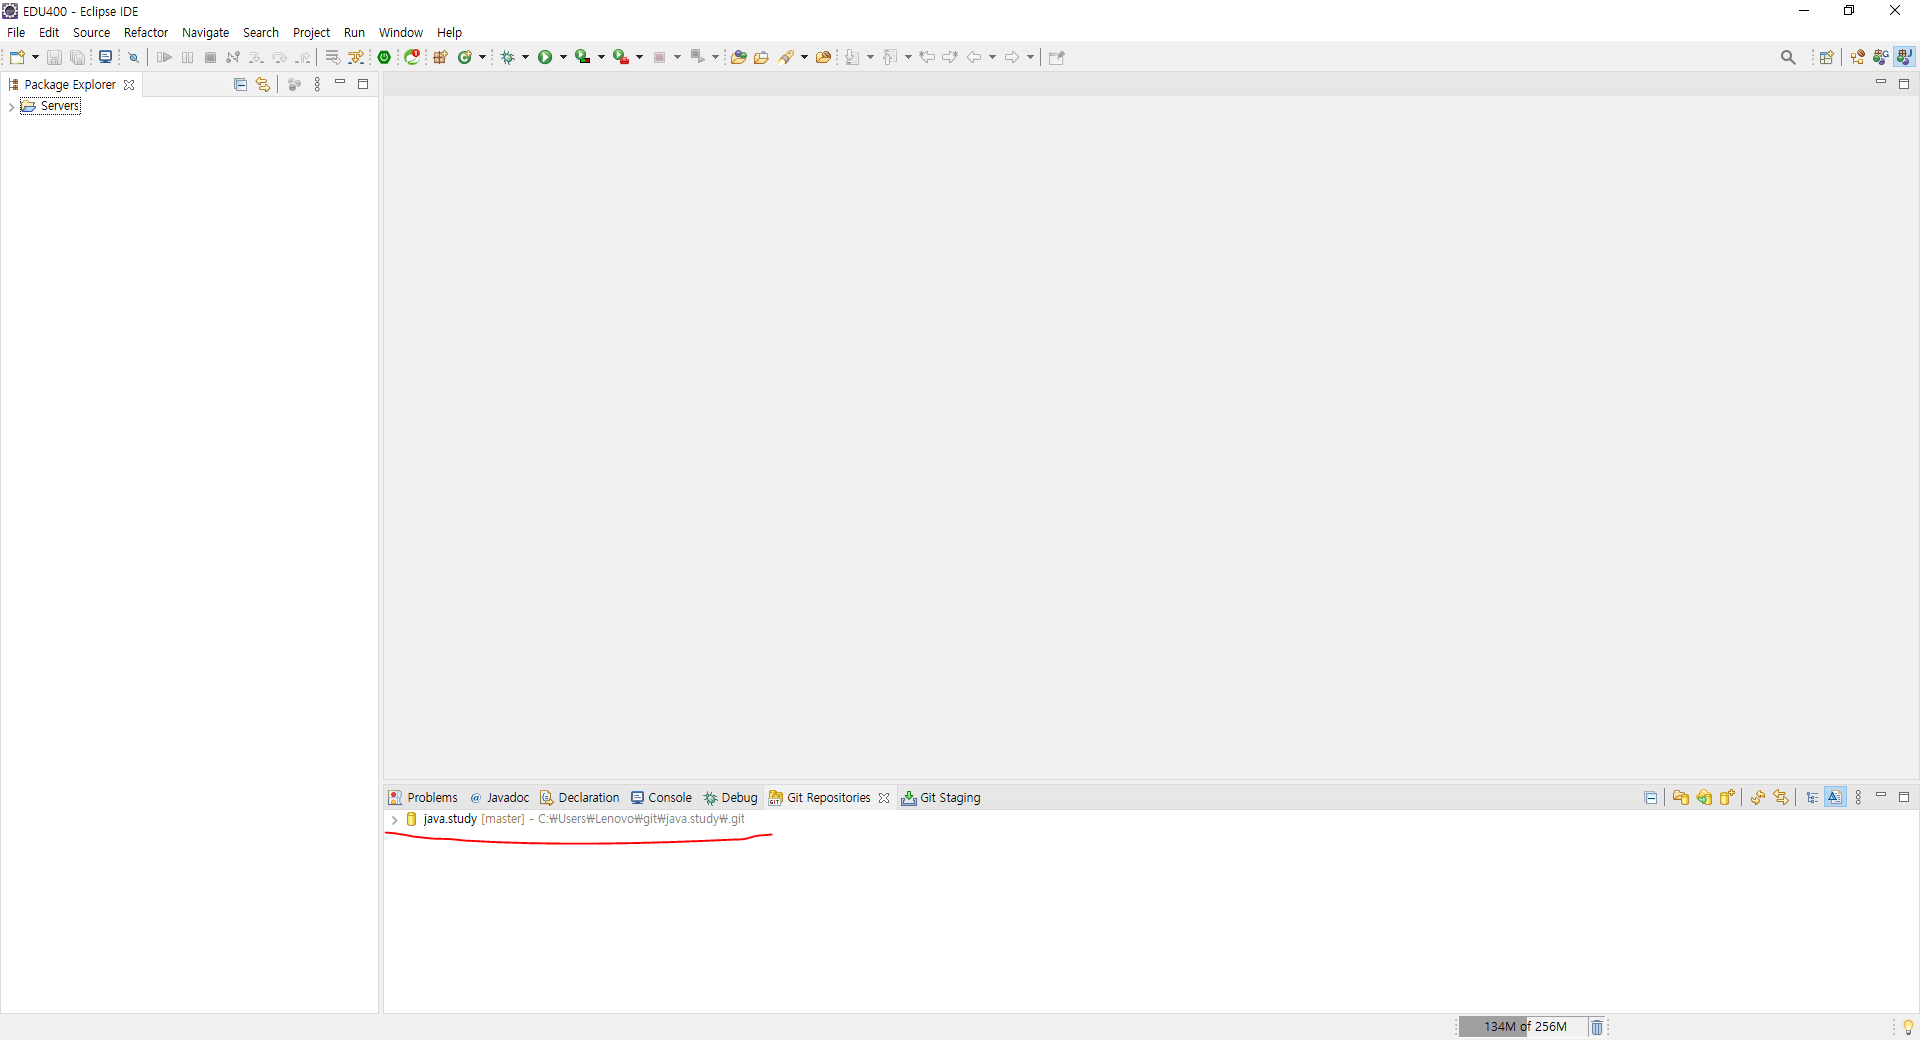 EDU400 - Eclipse IDE
File Edit Source Refactor Navigate Search Project Run Window Help
Package Explorer
Servers
Problems @ Javadoc Declaration Console Debug Git Repositories Git Staging
java.study [master] - C:₩Users₩Lenovo₩git₩java.study₩.git
134M of 256M